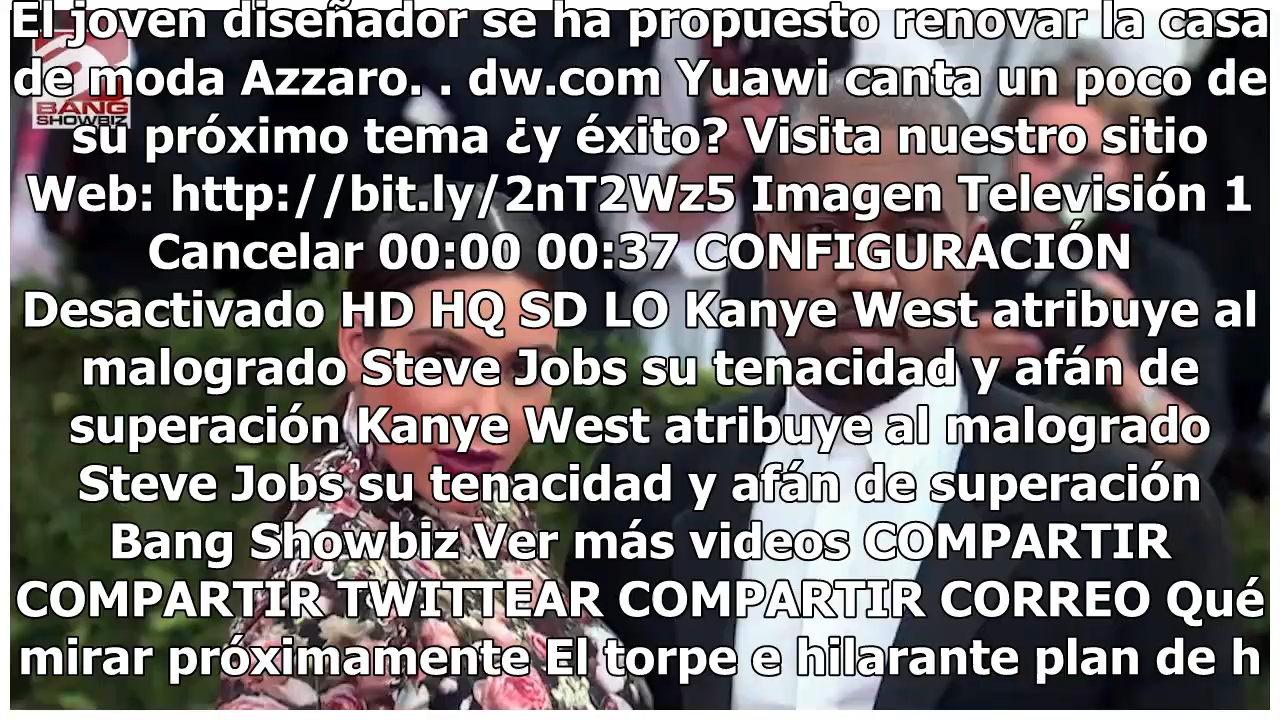 El joven diseñador se ha propuesto renovar la casa
de moda Azzaro. . dw.com Yuawi canta un poco de
su próximo tema ¿y éxito? Visita nuestro sitio
Web: http://bit.ly/2nT2Wz5 Imagen Televisión 1
Cancelar 00:00 00:37 CONFIGURACIÓN
Desactivado HD HQ SD LO Kanye West atribuye al
malogrado Steve Jobs su tenacidad y afán de
superación Kanye West atribuye al malogrado
Steve Jobs su tenacidad y afán de superación
Bang Showbiz Ver más videos COMPARTIR
COMPARTIR TWITTEAR COMPARTIR CORREO Qué
mirar próximamente El torpe e hilarante plan de h
BANG
SHOWBIZ